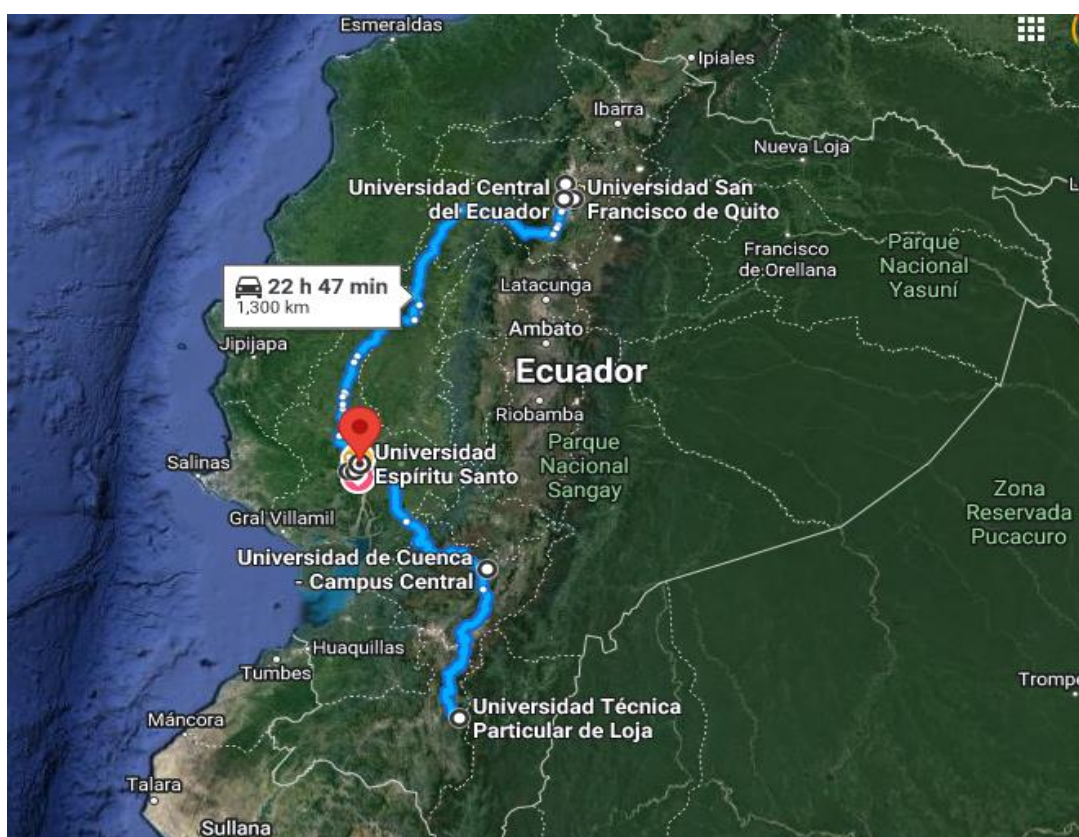 Esmeraldas
Ipiales
Ibarra
Nueva Loja
Universidad Central
del Ecuador
Universidad San
Francisco de Quito
Francisco
de Orellana
Parque
Nacional
Yasuní
22 h 47 min
1,300 km
Latacunga
Ambato
Jipijapa
Ecuador
Riobamba
Parque
Nacional
Sangay
Universidad
Espíritu Santo
Salinas
Gral Villamil
Zona
Reservada
Pucacuro
Universidad de Cuenca
- Campus Central
Huaquillas
Tumbes
Trompe
Universidad Técnica
Particular de Loja
Máncora
Talara
Sullana